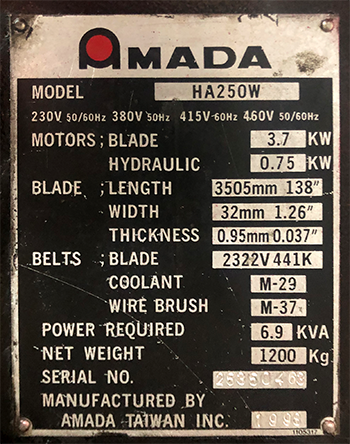 AMADA
MODEL HA250W
230V 50/60Hz 380V 50Hz 415V-60Hz 460V 50/60Hz
MOTORS; BLADE 3.7 KW
HYDRAULIC 0.75 KW
BLADE ; LENGTH 3505mm 138"
WIDTH 32mm 1.26"
THICKNESS 0.95mm 0.037"
BELTS ; BLADE 2322V 441K
COOLANT M-29
WIRE BRUSH M-37
POWER REQUIRED 6.9 KVA
NET WEIGHT 1200 Kg
SERIAL NO.
MANUFACTURED BY
AMADA TAIWAN INC.